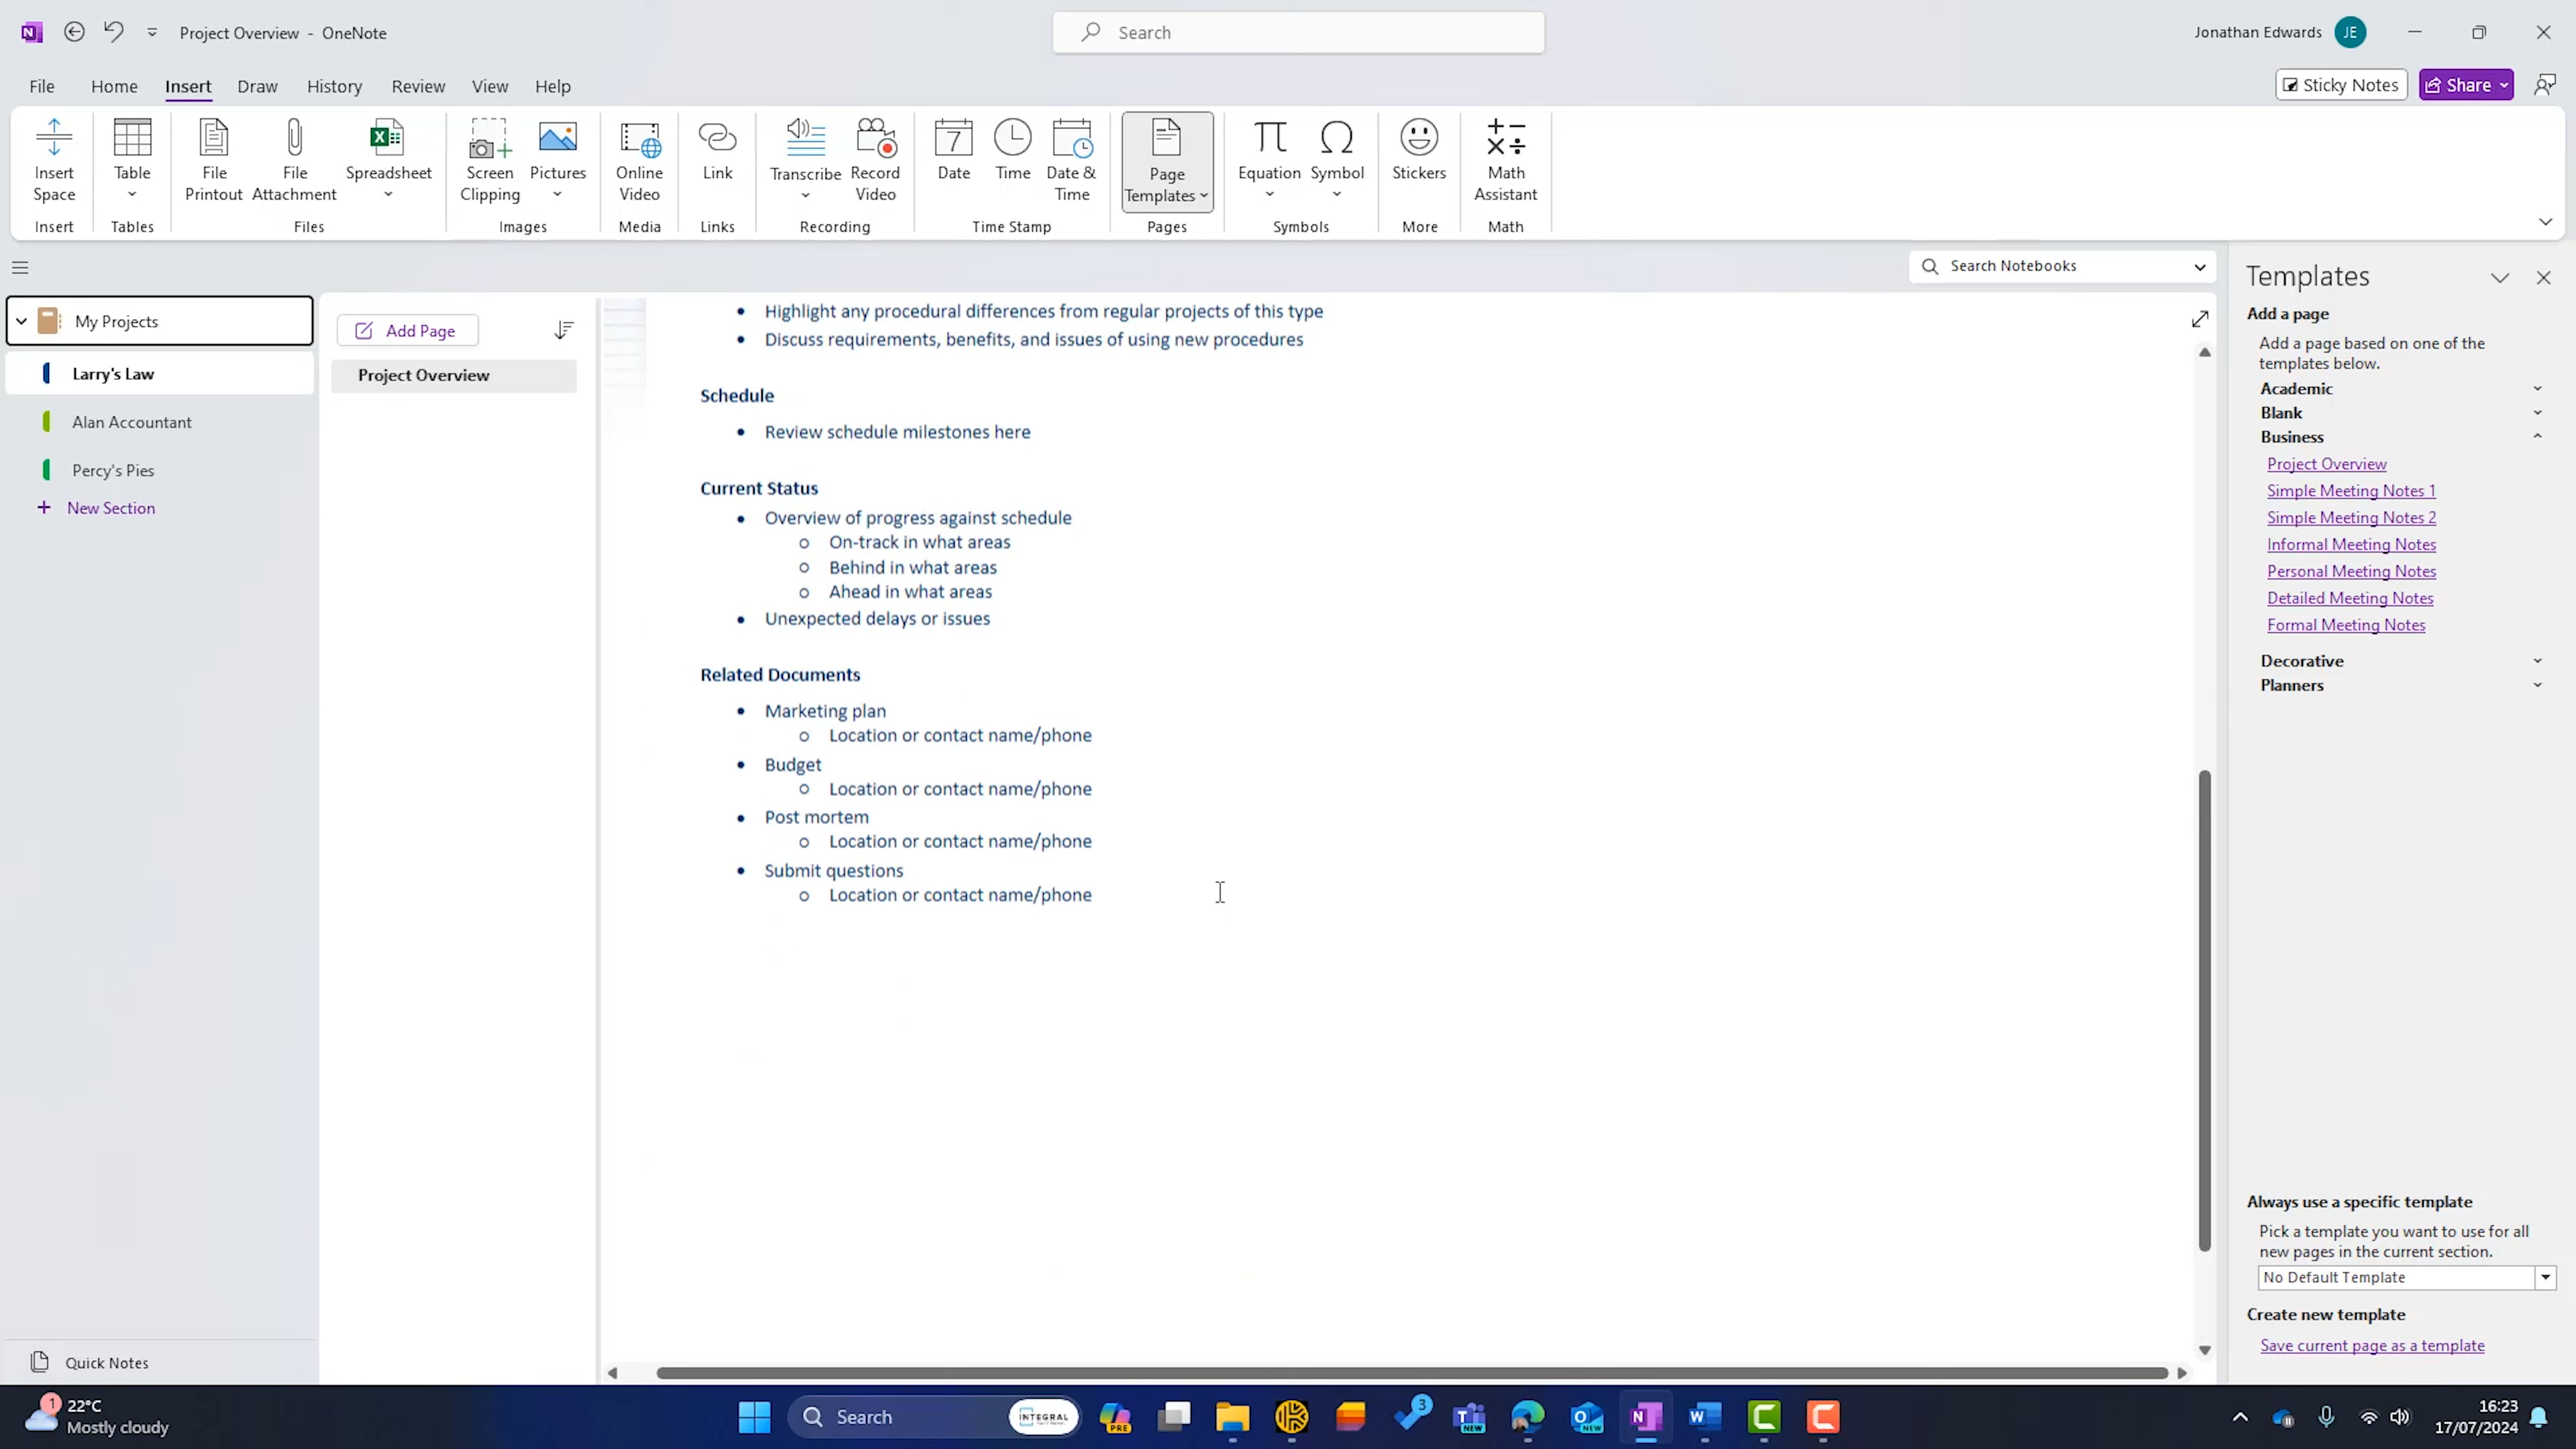 Project Overview - OneNote
Search
Jonathan Edwards JE
File Home Insert Draw History Review View Help
Sticky Notes
Share
Insert Space
Table
File Printout
File Attachment
Spreadsheet
Screen Clipping
Pictures
Online Video
Link
Transcribe
Record Video
Date
Time
Date & Time
Page Templates
Equation
Symbol
Stickers
Math Assistant
Insert Tables Files Images Media Links Recording Time Stamp Pages Symbols More Math
Search Notebooks
My Projects
Larry's Law
Alan Accountant
Percy's Pies
New Section
Quick Notes
Add Page
Project Overview
• Highlight any procedural differences from regular projects of this type
• Discuss requirements, benefits, and issues of using new procedures
Schedule
• Review schedule milestones here
Current Status
• Overview of progress against schedule
o On-track in what areas
o Behind in what areas
o Ahead in what areas
• Unexpected delays or issues
Related Documents
• Marketing plan
o Location or contact name/phone
• Budget
o Location or contact name/phone
• Post mortem
o Location or contact name/phone
• Submit questions
o Location or contact name/phone
Templates
Add a page
Add a page based on one of the
templates below.
Academic
Blank
Business
Project Overview
Simple Meeting Notes 1
Simple Meeting Notes 2
Informal Meeting Notes
Personal Meeting Notes
Detailed Meeting Notes
Formal Meeting Notes
Decorative
Planners
Always use a specific template
Pick a template you want to use for all
new pages in the current section.
No Default Template
Create new template
Save current page as a template
1
22°C
Mostly cloudy
Search
INTEGRAL
PRE
3
NEW
NEW
16:23
17/07/2024